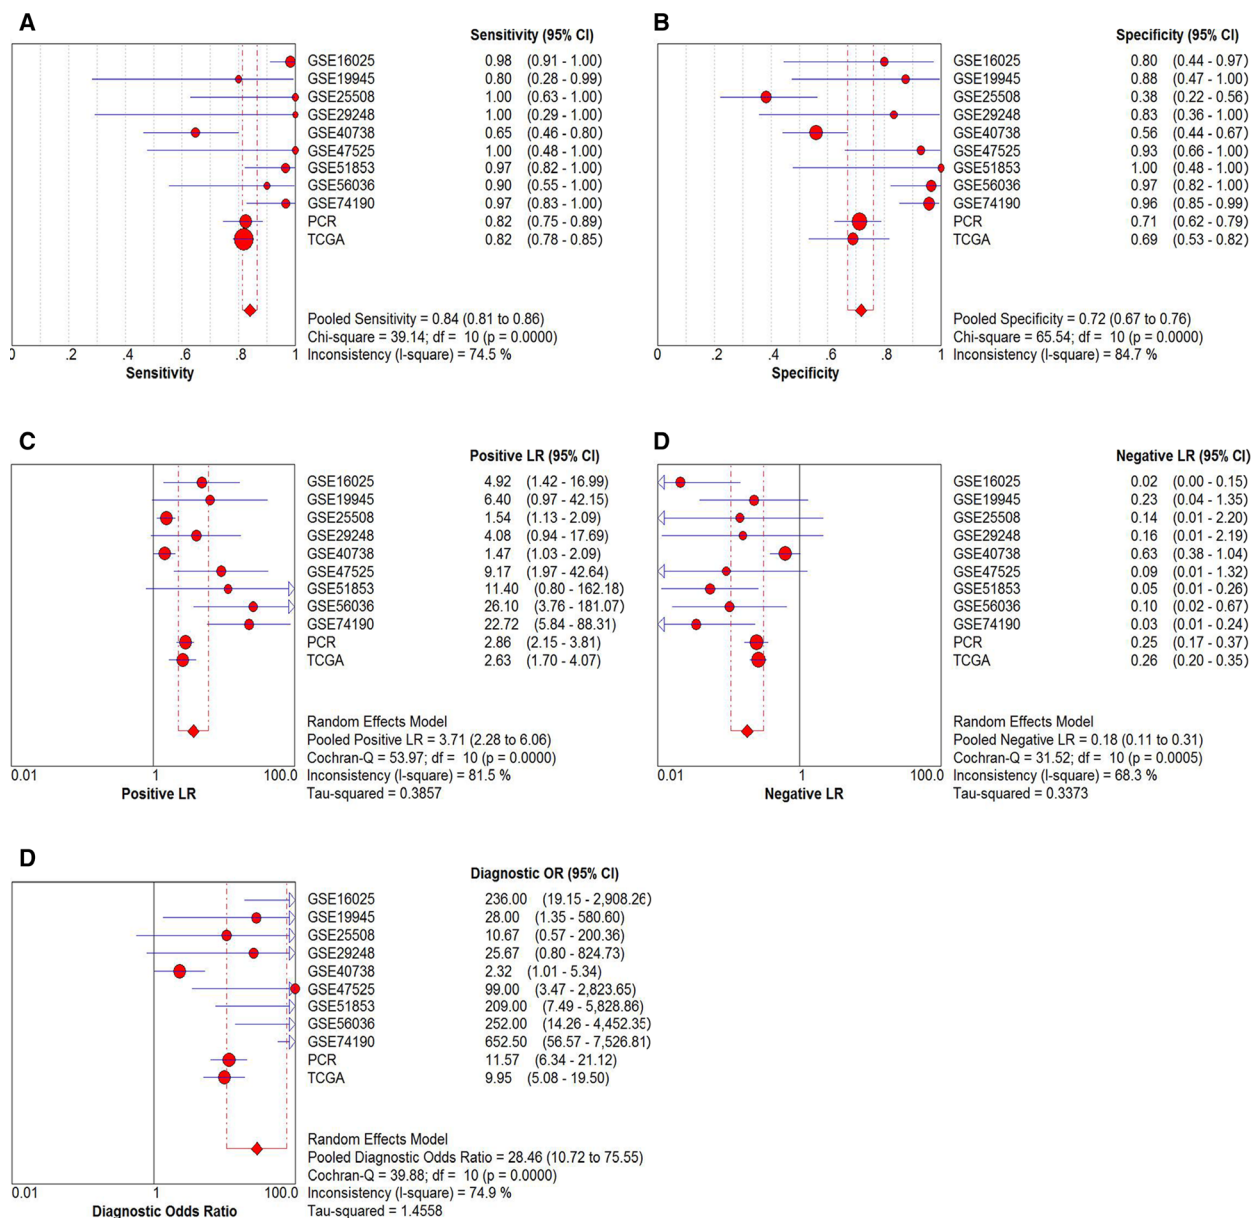 A
Sensitivity (95% CI)
GSE16025 0.98 (0.91 - 1.00)
GSE19945 0.80 (0.28 - 0.99)
GSE25508 1.00 (0.63 - 1.00)
GSE29248 1.00 (0.29 - 1.00)
GSE40738 0.65 (0.46 - 0.80)
GSE47525 1.00 (0.48 - 1.00)
GSE51853 0.97 (0.82 - 1.00)
GSE56036 0.90 (0.55 - 1.00)
GSE74190 0.97 (0.83 - 1.00)
PCR 0.82 (0.75 - 0.89)
TCGA 0.82 (0.78 - 0.85)
Pooled Sensitivity = 0.84 (0.81 to 0.86)
Chi-square = 39.14; df = 10 (p = 0.0000)
Inconsistency (I-square) = 74.5 %
0 .2 .4 .6 .8 1
Sensitivity
B
Specificity (95% CI)
GSE16025 0.80 (0.44 - 0.97)
GSE19945 0.88 (0.47 - 1.00)
GSE25508 0.38 (0.22 - 0.56)
GSE29248 0.83 (0.36 - 1.00)
GSE40738 0.56 (0.44 - 0.67)
GSE47525 0.93 (0.66 - 1.00)
GSE51853 1.00 (0.48 - 1.00)
GSE56036 0.97 (0.82 - 1.00)
GSE74190 0.96 (0.85 - 0.99)
PCR 0.71 (0.62 - 0.79)
TCGA 0.69 (0.53 - 0.82)
Pooled Specificity = 0.72 (0.67 to 0.76)
Chi-square = 65.54; df = 10 (p = 0.0000)
Inconsistency (I-square) = 84.7 %
0 .2 .4 .6 .8 1
Specificity
C
Positive LR (95% CI)
GSE16025 4.92 (1.42 - 16.99)
GSE19945 6.40 (0.97 - 42.15)
GSE25508 1.54 (1.13 - 2.09)
GSE29248 4.08 (0.94 - 17.69)
GSE40738 1.47 (1.03 - 2.09)
GSE47525 9.17 (1.97 - 42.64)
GSE51853 11.40 (0.80 - 162.18)
GSE56036 26.10 (3.76 - 181.07)
GSE74190 22.72 (5.84 - 88.31)
PCR 2.86 (2.15 - 3.81)
TCGA 2.63 (1.70 - 4.07)
Random Effects Model
Pooled Positive LR = 3.71 (2.28 to 6.06)
Cochran-Q = 53.97; df = 10 (p = 0.0000)
Inconsistency (I-square) = 81.5 %
Tau-squared = 0.3857
0.01 1 100.0
Positive LR
D
Negative LR (95% CI)
GSE16025 0.02 (0.00 - 0.15)
GSE19945 0.23 (0.04 - 1.35)
GSE25508 0.14 (0.01 - 2.20)
GSE29248 0.16 (0.01 - 2.19)
GSE40738 0.63 (0.38 - 1.04)
GSE47525 0.09 (0.01 - 1.32)
GSE51853 0.05 (0.01 - 0.26)
GSE56036 0.10 (0.02 - 0.67)
GSE74190 0.03 (0.01 - 0.24)
PCR 0.25 (0.17 - 0.37)
TCGA 0.26 (0.20 - 0.35)
Random Effects Model
Pooled Negative LR = 0.18 (0.11 to 0.31)
Cochran-Q = 31.52; df = 10 (p = 0.0005)
Inconsistency (I-square) = 68.3 %
Tau-squared = 0.3373
0.01 1 100.0
Negative LR
D
Diagnostic OR (95% CI)
GSE16025 236.00 (19.15 - 2,908.26)
GSE19945 28.00 (1.35 - 580.60)
GSE25508 10.67 (0.57 - 200.36)
GSE29248 25.67 (0.80 - 824.73)
GSE40738 2.32 (1.01 - 5.34)
GSE47525 99.00 (3.47 - 2,823.65)
GSE51853 209.00 (7.49 - 5,828.86)
GSE56036 252.00 (14.26 - 4,452.35)
GSE74190 652.50 (56.57 - 7,526.81)
PCR 11.57 (6.34 - 21.12)
TCGA 9.95 (5.08 - 19.50)
Random Effects Model
Pooled Diagnostic Odds Ratio = 28.46 (10.72 to 75.55)
Cochran-Q = 39.88; df = 10 (p = 0.0000)
Inconsistency (I-square) = 74.9 %
Tau-squared = 1.4558
0.01 1 100.0
Diagnostic Odds Ratio